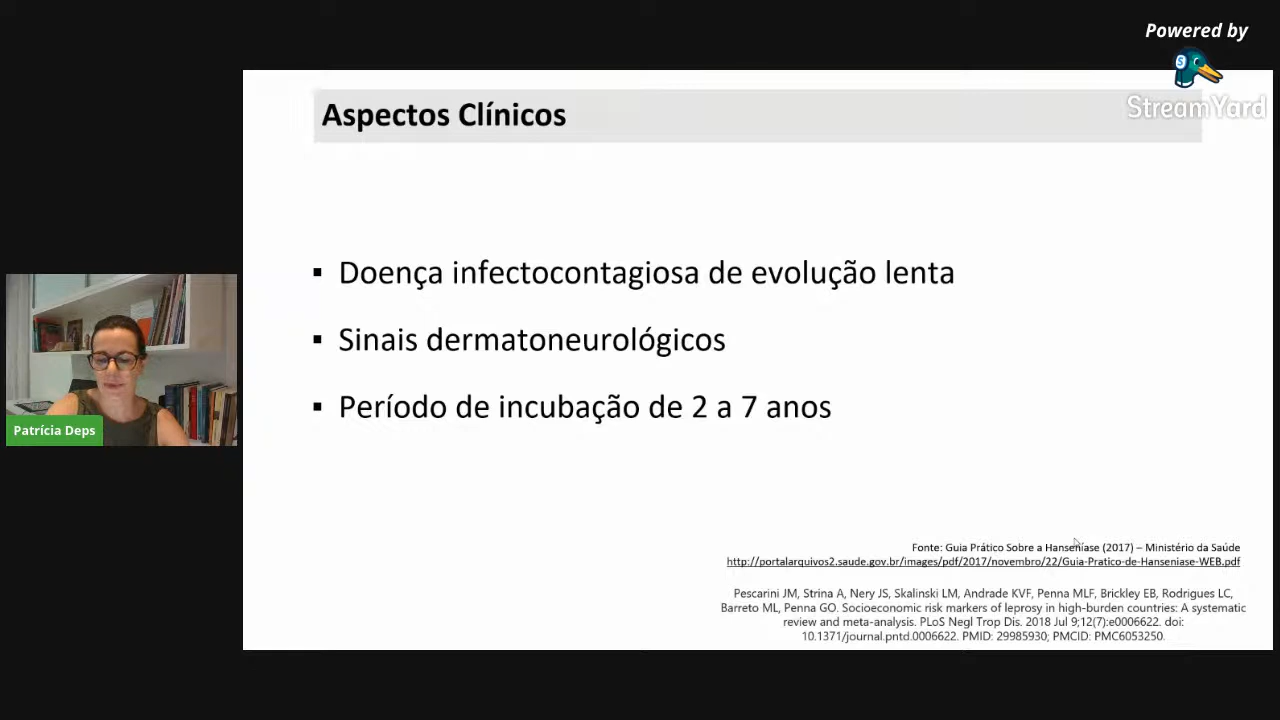 Powered by
StreamYard
Aspectos Clínicos
▪ Doença infectocontagiosa de evolução lenta
▪ Sinais dermatoneurológicos
▪ Período de incubação de 2 a 7 anos
Patrícia Deps
Fonte: Guia Prático Sobre a Hanseníase (2017) – Ministério da Saúde
http://portalarquivos2.saude.gov.br/images/pdf/2017/novembro/22/Guia-Pratico-de-Hanseniase-WEB.pdf
Pescarini JM, Strina A, Nery JS, Skalinski LM, Andrade KVF, Penna MLF, Brickley EB, Rodrigues LC,
Barreto ML, Penna GO. Socioeconomic risk markers of leprosy in high-burden countries: A systematic
review and meta-analysis. PLoS Negl Trop Dis. 2018 Jul 9;12(7):e0006622. doi:
10.1371/journal.pntd.0006622. PMID: 29985930; PMCID: PMC6053250.